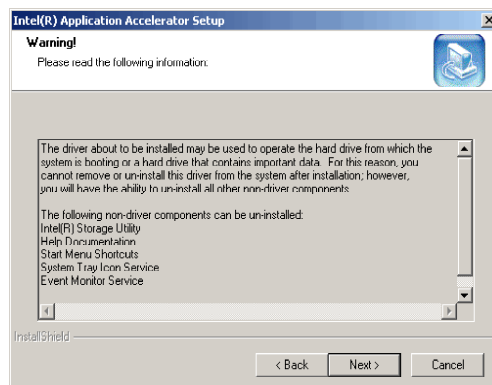 Intel(R) Application Accelerator Setup
Warning!
Please read the following information:
The driver about to be installed may be used to operate the hard drive from which the
system is booting or a hard drive that contains important data. For this reason, you
cannot remove or un-install this driver from the system after installation; however,
you will have the ability to un-install all other non-driver components
The following non-driver components can be un-installed:
Intel(R) Storage Utility
Help Documentation
Start Menu Shortcuts
System Tray Icon Service
Event Monitor Service
InstallShield
< Back
Next >
Cancel